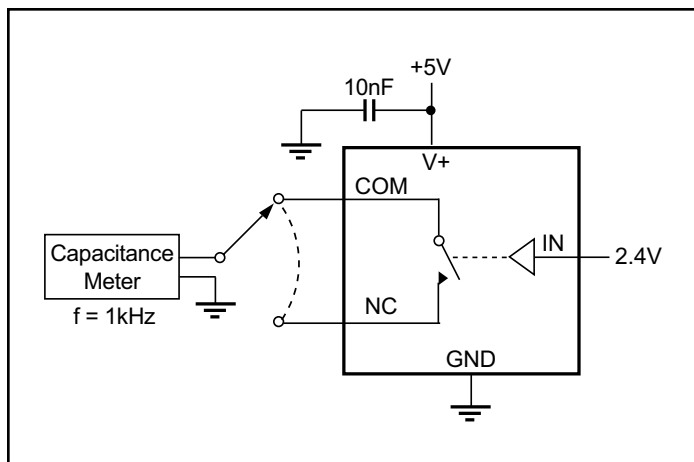 +5V
10nF
V+
COM
Capacitance
Meter
f = 1kHz
IN
2.4V
NC
GND